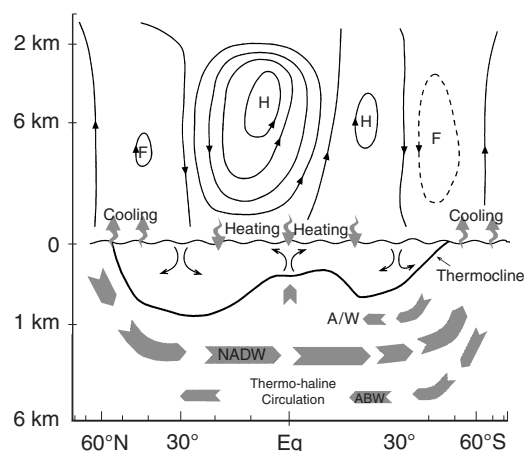 2 km
6 km
H
H
F
F
Cooling
Heating
Heating
Cooling
0
Thermocline
1 km
A/W
NADW
Thermo-haline
Circulation
ABW
6 km
60°N
30°
Eq
30°
60°S